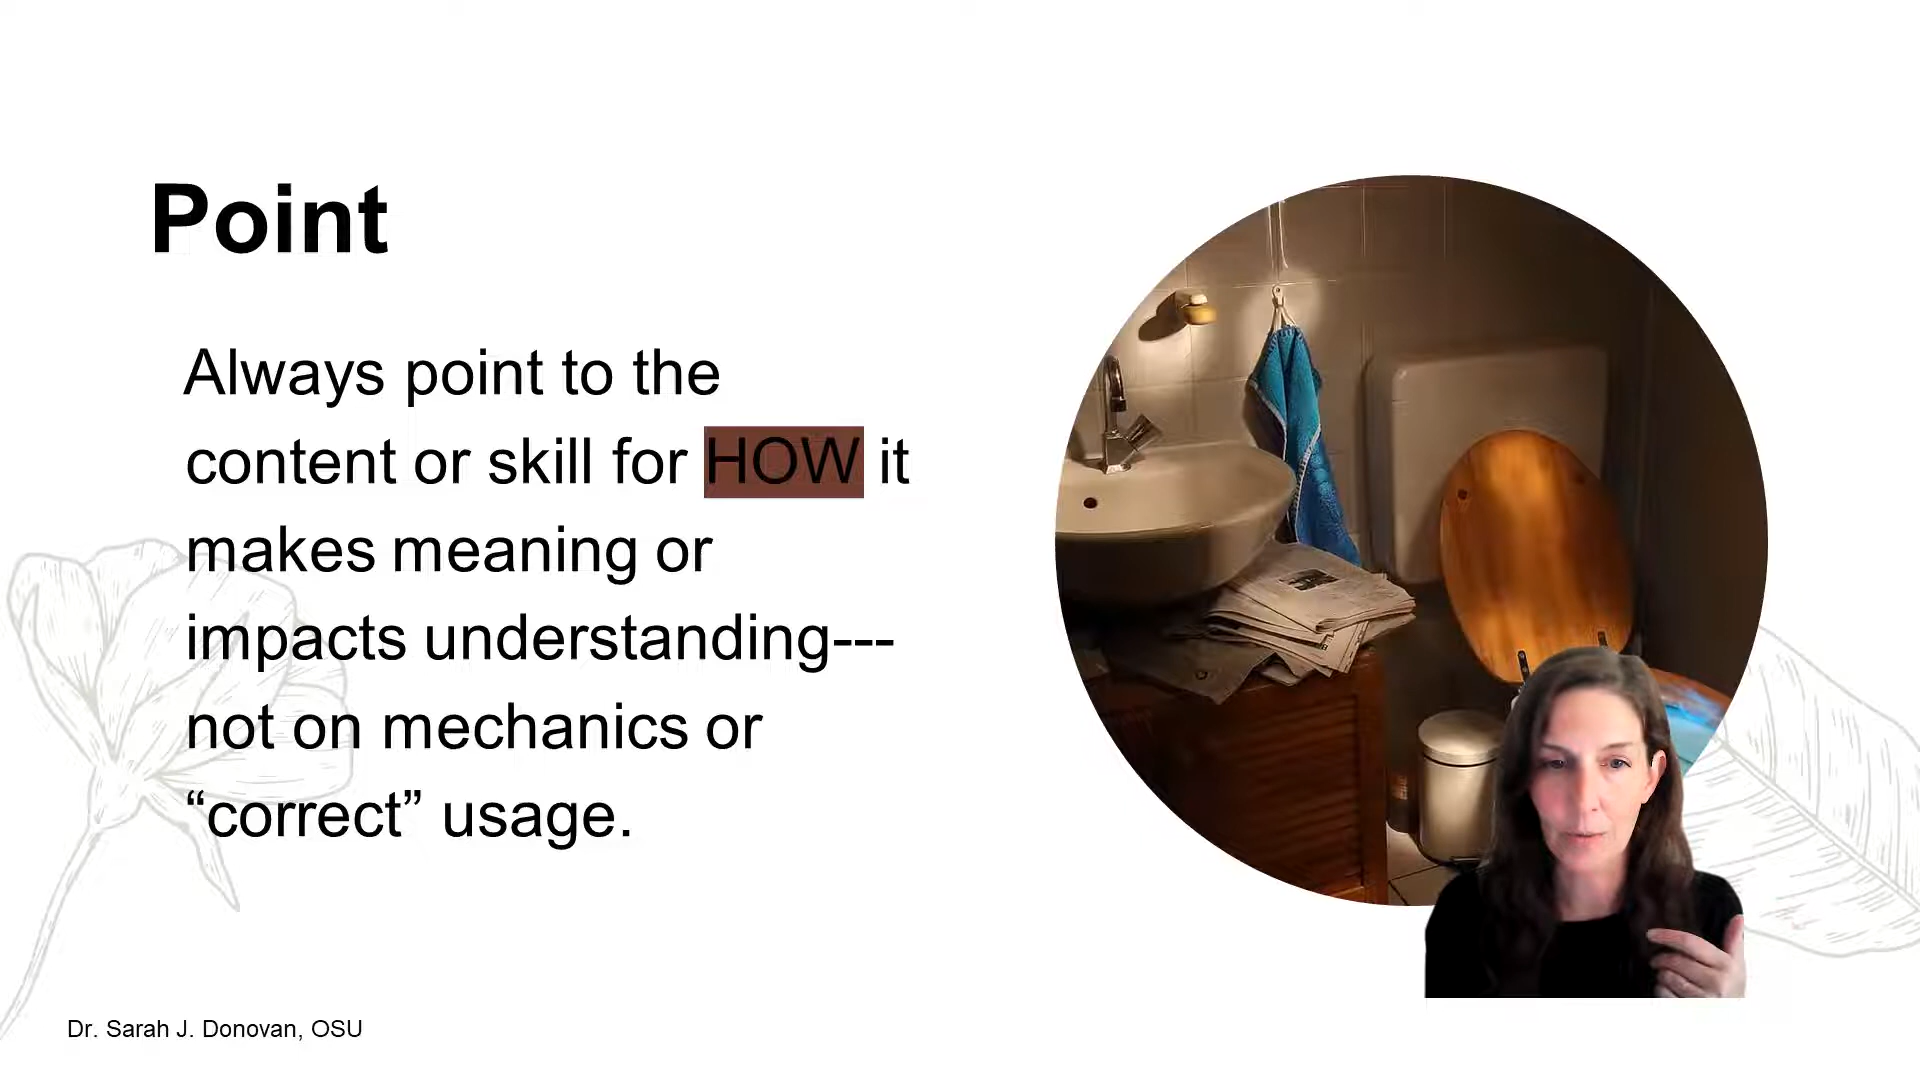 Point
Always point to the
content or skill for HOW it
makes meaning or
impacts understanding---
not on mechanics or
“correct” usage.
Dr. Sarah J. Donovan, OSU